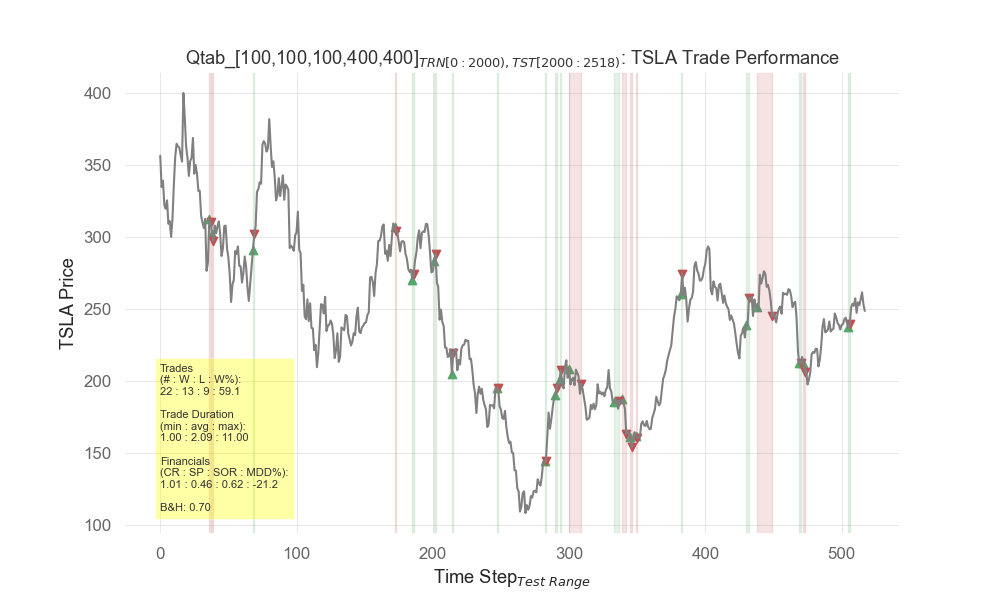 Qtab_[100,100,100,400,400]TRN[0 : 2000), TST[2000 : 2518): TSLA Trade Performance
400
350
300
250
200
150
100
TSLA Price
Trades
(# : W : L : W%):
22 : 13 : 9 : 59.1
Trade Duration
(min : avg : max):
1.00 : 2.09 : 11.00
Financials
(CR : SP : SOR : MDD%):
1.01 : 0.46 : 0.62 : -21.2
B&H: 0.70
0 100 200 300 400 500
Time StepTest Range